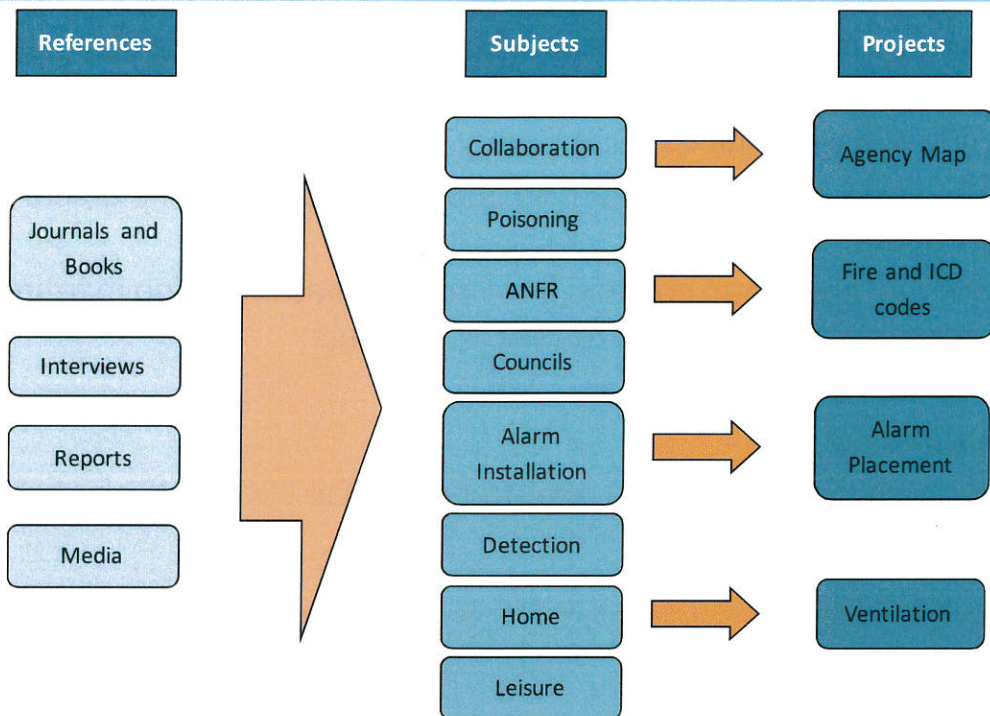 References
Subjects
Projects
Journals and
Books
Interviews
Reports
Media
Collaboration
Poisoning
ANFR
Councils
Alarm
Installation
Detection
Home
Leisure
Agency Map
Fire and ICD
codes
Alarm
Placement
Ventilation